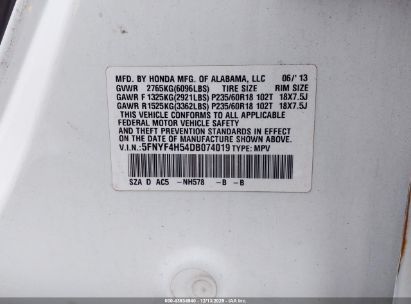 MFD. BY HONDA MFG. OF ALABAMA, LLC 06/'13
GVWR 2765KG(6096LBS) TIRE SIZE RIM SIZE
GAWR F 1325KG(2921LBS) P235/60R18 102T 18X7.5J
GAWR R 1525KG(3362LBS) P235/60R18 102T 18X7.5J
THIS VEHICLE CONFORMS TO ALL APPLICABLE
FEDERAL MOTOR VEHICLE SAFETY AND
THEFT PREVENTION STANDARDS IN EFFECT
ON THE DATE OF MANUFACTURE SHOWN ABOVE.
V.I.N.: 5FNYF4H54DB074019 TYPE: MPV
SZA D AC5 -NH578 -B -B